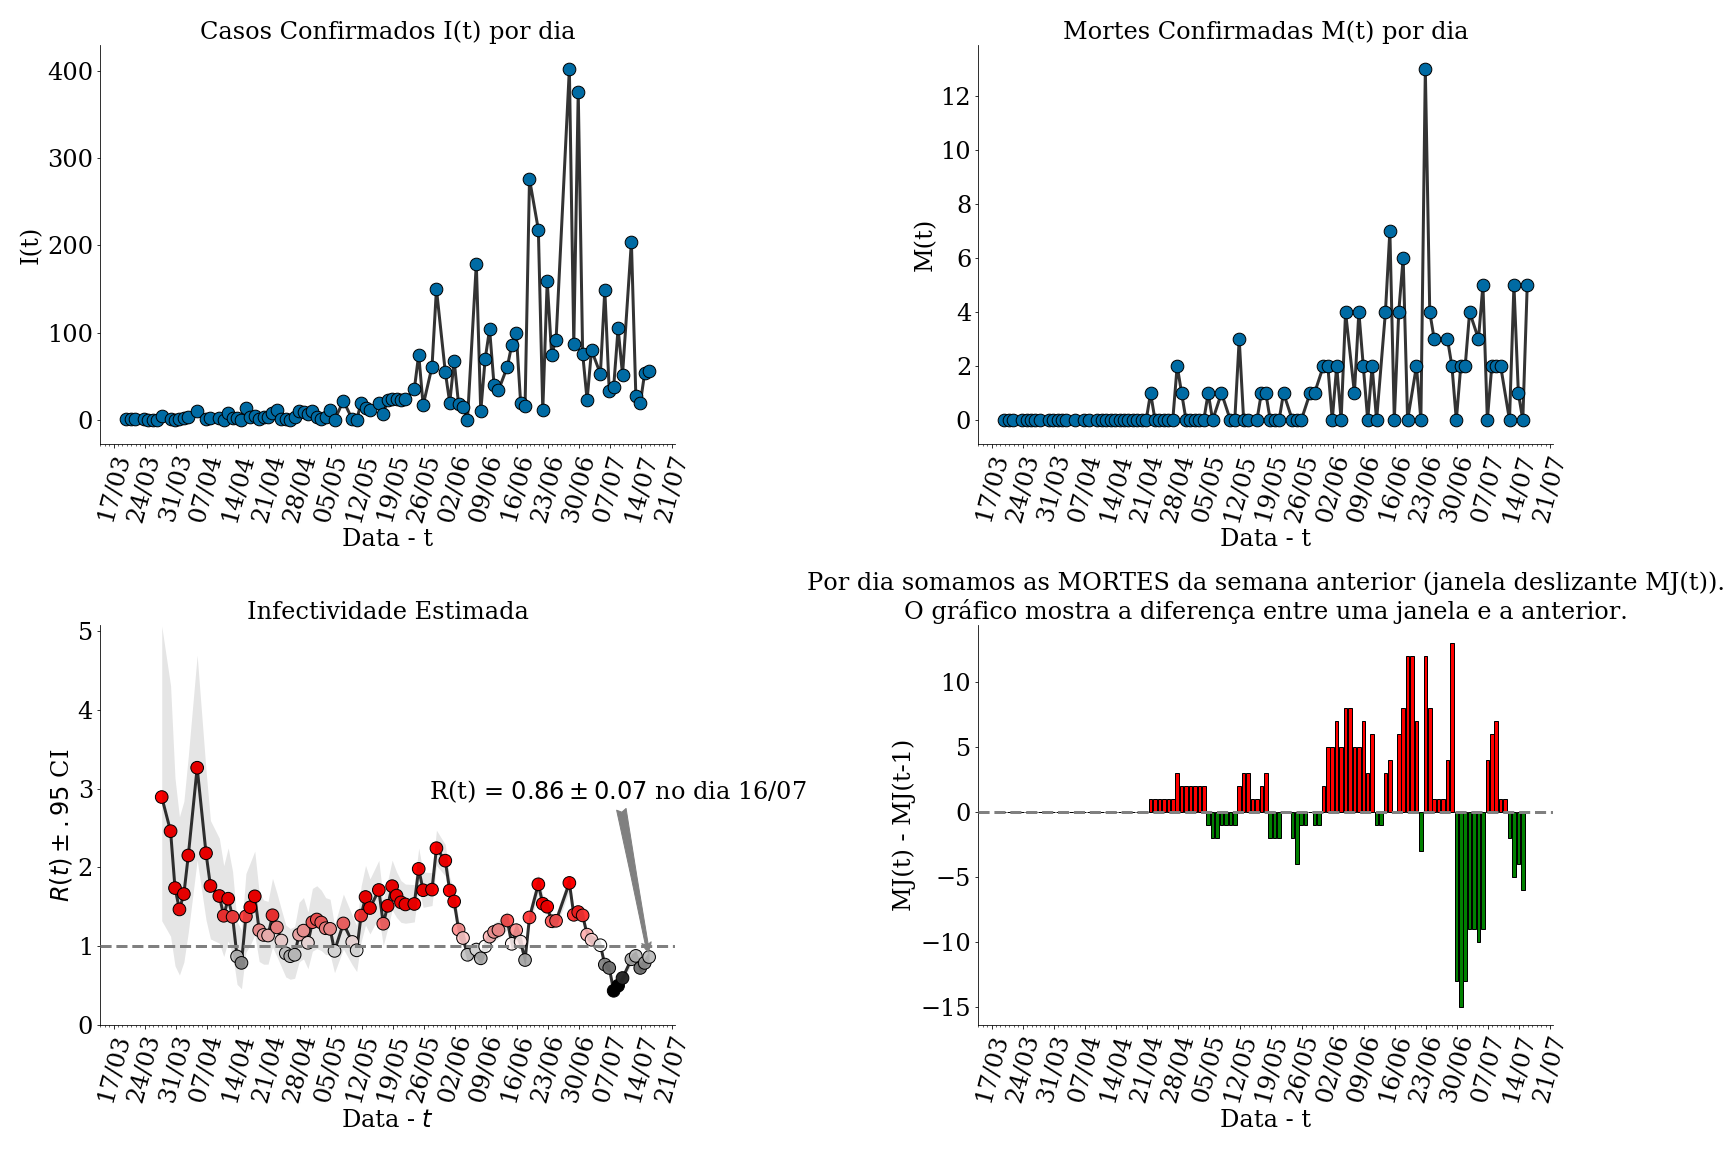 Casos Confirmados I(t) por dia
400
300
200
100
0
I(t)
17/03 24/03 31/03 07/04 14/04 21/04 28/04 05/05 12/05 19/05 26/05 02/06 09/06 16/06 23/06 30/06 07/07 14/07 21/07
Data - t
Mortes Confirmadas M(t) por dia
12
10
8
6
4
2
0
M(t)
17/03 24/03 31/03 07/04 14/04 21/04 28/04 05/05 12/05 19/05 26/05 02/06 09/06 16/06 23/06 30/06 07/07 14/07 21/07
Data - t
Infectividade Estimada
5
4
3
2
1
0
R(t) ± .95 CI
R(t) = 0.86 ± 0.07 no dia 16/07
17/03 24/03 31/03 07/04 14/04 21/04 28/04 05/05 12/05 19/05 26/05 02/06 09/06 16/06 23/06 30/06 07/07 14/07 21/07
Data - t
Por dia somamos as MORTES da semana anterior (janela deslizante MJ(t)).
O gráfico mostra a diferença entre uma janela e a anterior.
10
5
0
−5
−10
−15
MJ(t) - MJ(t-1)
17/03 24/03 31/03 07/04 14/04 21/04 28/04 05/05 12/05 19/05 26/05 02/06 09/06 16/06 23/06 30/06 07/07 14/07 21/07
Data - t